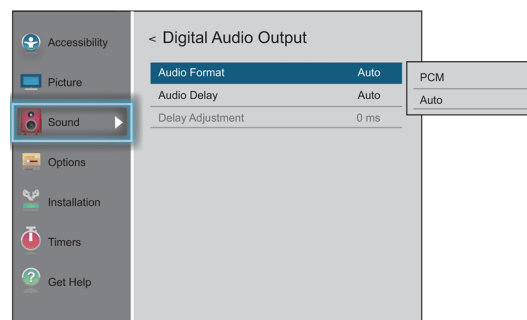 Accessibility
Picture
Sound
Options
Installation
Timers
Get Help
< Digital Audio Output
Audio Format Auto
Audio Delay Auto
Delay Adjustment 0 ms
PCM
Auto